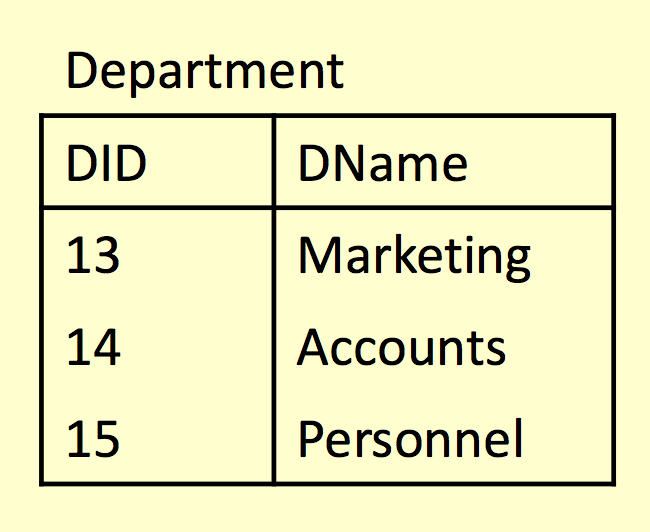 Department
DID DName
13 Marketing
14 Accounts
15 Personnel